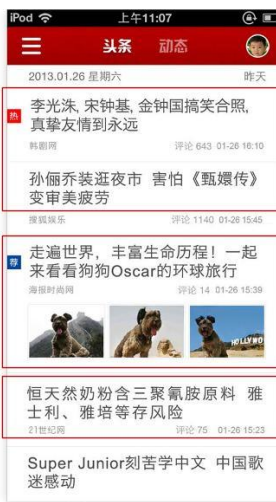 iPod 上午11:07
头条 动态
2013.01.26 星期六 昨天
热 李光洙, 宋钟基, 金钟国搞笑合照,
真挚友情到永远
韩剧网 评论 643 01-26 16:10
孙俪乔装逛夜市 害怕《甄嬛传》
变审美疲劳
搜狐娱乐 评论 1140 01-26 15:45
荐 走遍世界，丰富生命历程！一起
来看看狗狗Oscar的环球旅行
海报时尚网 评论 14 01-26 15:39
HOLLYWO
恒天然奶粉含三聚氰胺原料 雅
士利、雅培等存风险
21世纪网 评论 75 01-26 15:23
Super Junior刻苦学中文 中国歌
迷感动